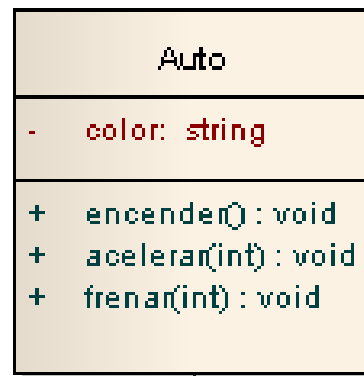 Auto
- color: string
+ encender() : void
+ acelerar(int) : void
+ frenar(int) : void